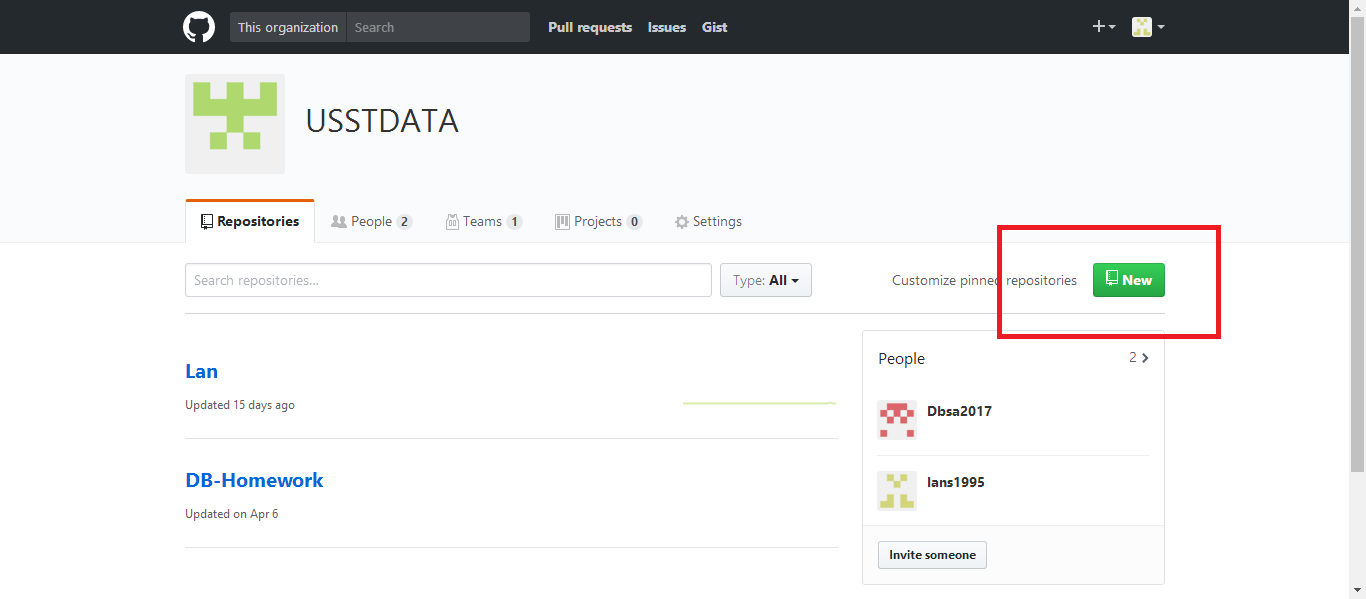 This organization Search Pull requests Issues Gist
USSTDATA
Repositories People 2 Teams 1 Projects 0 Settings
Search repositories... Type: All Customize pinned repositories New
Lan
Updated 15 days ago
DB-Homework
Updated on Apr 6
People 2
Dbsa2017
lans1995
Invite someone